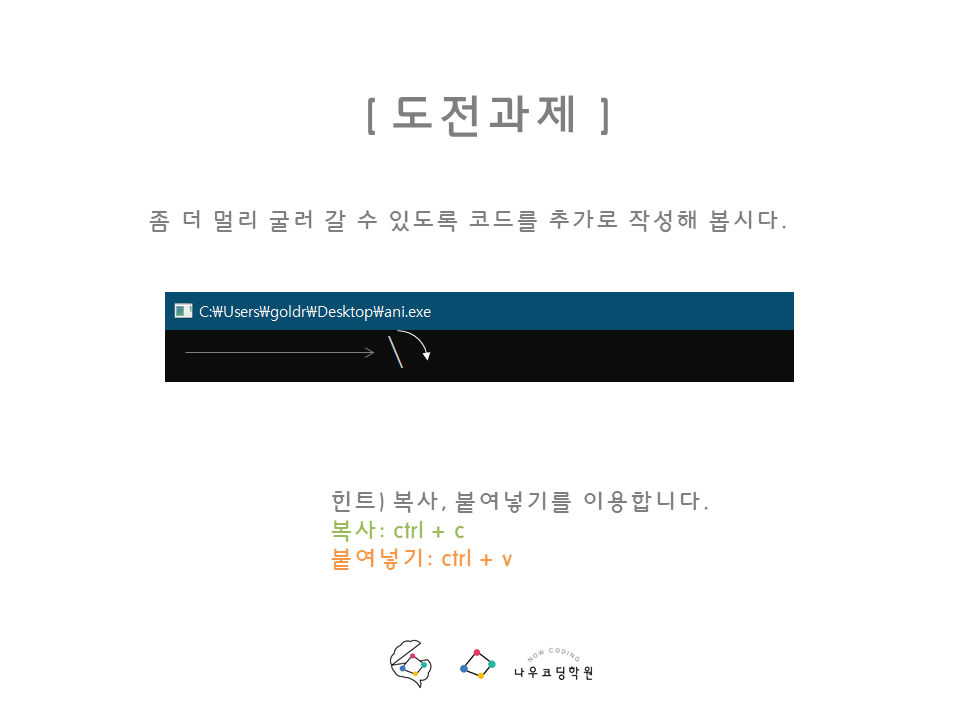 [ 도전과제 ]
좀 더 멀리 굴러 갈 수 있도록 코드를 추가로 작성해 봅시다.
C:₩Users₩goldr₩Desktop₩ani.exe
\
힌트) 복사, 붙여넣기를 이용합니다.
복사: ctrl + c
붙여넣기: ctrl + v
NOW CODING
나우코딩학원